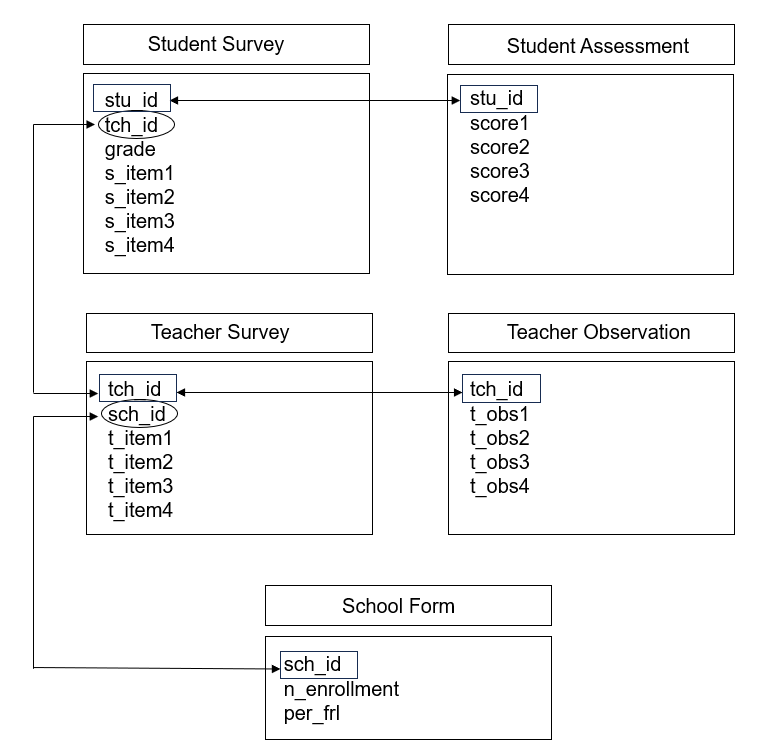 Student Survey
stu_id
tch_id
grade
s_item1
s_item2
s_item3
s_item4
Student Assessment
stu_id
score1
score2
score3
score4
Teacher Survey
tch_id
sch_id
t_item1
t_item2
t_item3
t_item4
Teacher Observation
tch_id
t_obs1
t_obs2
t_obs3
t_obs4
School Form
sch_id
n_enrollment
per_frl